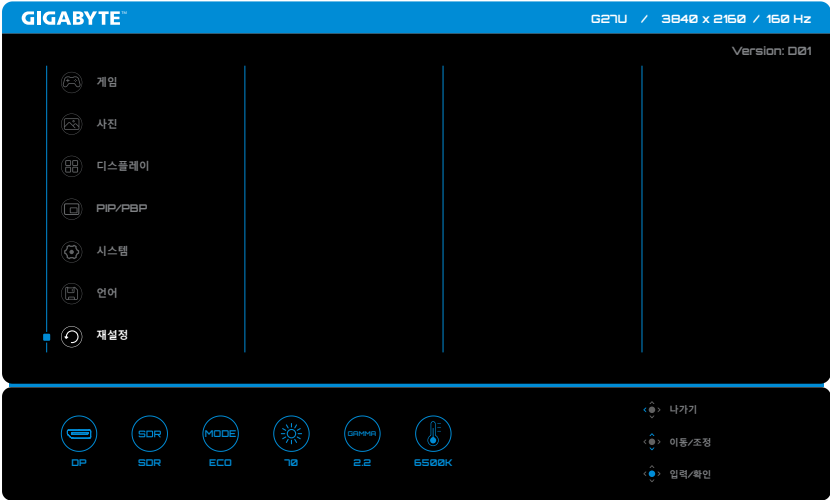 GIGABYTE™ G27U / 3840 x 2160 / 160 Hz
Version: D01
게임
사진
디스플레이
PIP/PBP
시스템
언어
재설정
나가기
이동/조정
입력/확인
SDR MODE GAMMA
DP SDR ECO 70 2.2 6500K